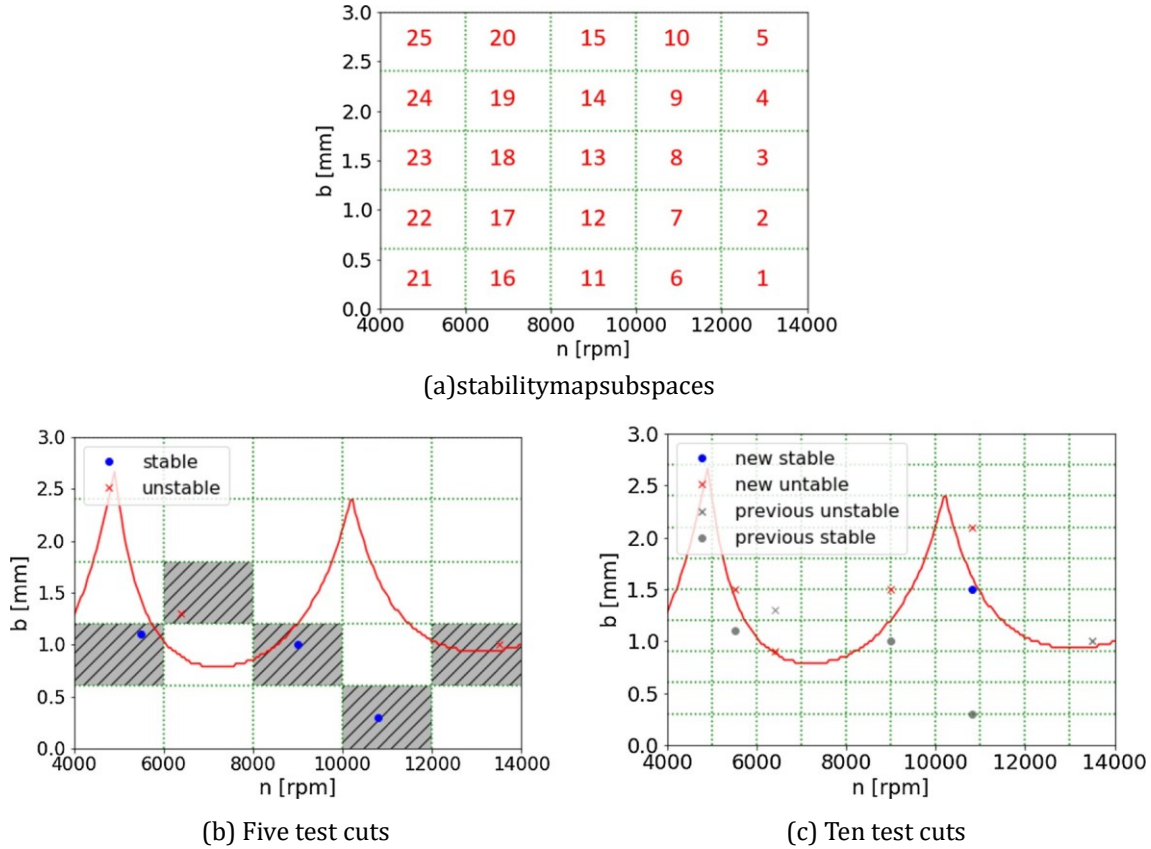 3.0
25 20 15 10 5
2.5
24 19 14 9 4
2.0
b [mm]
1.5
23 18 13 8 3
1.0
22 17 12 7 2
0.5
21 16 11 6 1
0.0
4000 6000 8000 10000 12000 14000
n [rpm]
(a)stabilitymapsubspaces
3.0
stable
2.5
unstable
2.0
b [mm]
1.5
1.0
0.5
0.0
4000 6000 8000 10000 12000 14000
n [rpm]
(b) Five test cuts
3.0
new stable
2.5
new untable
previous unstable
2.0
previous stable
b [mm]
1.5
1.0
0.5
0.0
4000 6000 8000 10000 12000 14000
n [rpm]
(c) Ten test cuts